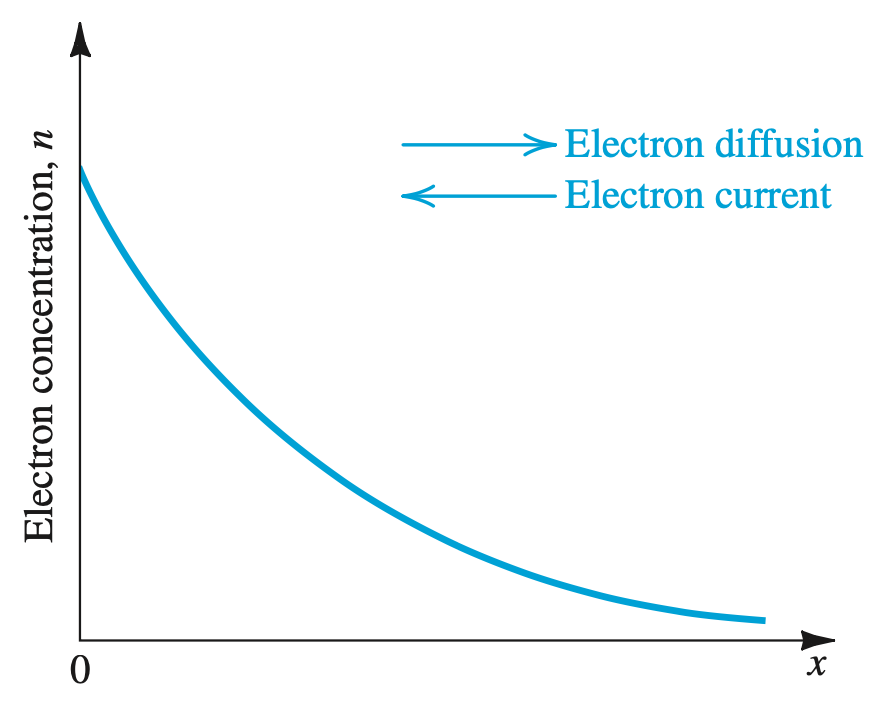 Electron concentration, n
Electron diffusion
Electron current
0
x